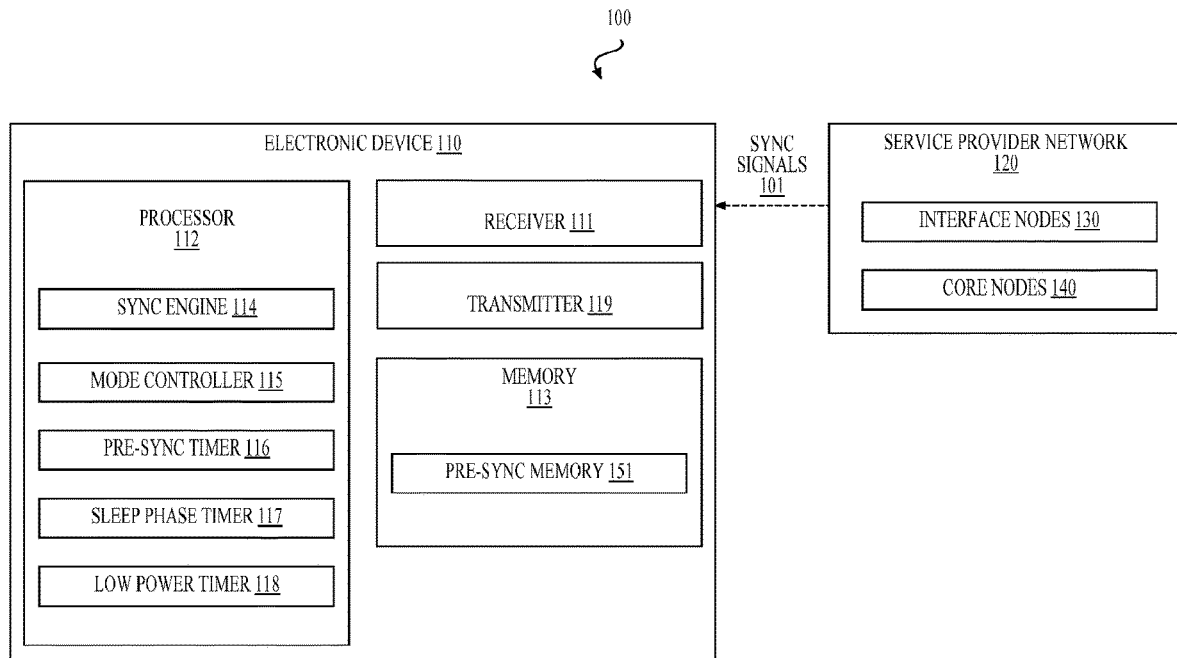 100
ELECTRONIC DEVICE 110
PROCESSOR
112
SYNC ENGINE 114
MODE CONTROLLER 115
PRE-SYNC TIMER 116
SLEEP PHASE TIMER 117
LOW POWER TIMER 118
RECEIVER 111
TRANSMITTER 119
MEMORY
113
PRE-SYNC MEMORY 151
SYNC
SIGNALS
101
SERVICE PROVIDER NETWORK
120
INTERFACE NODES 130
CORE NODES 140